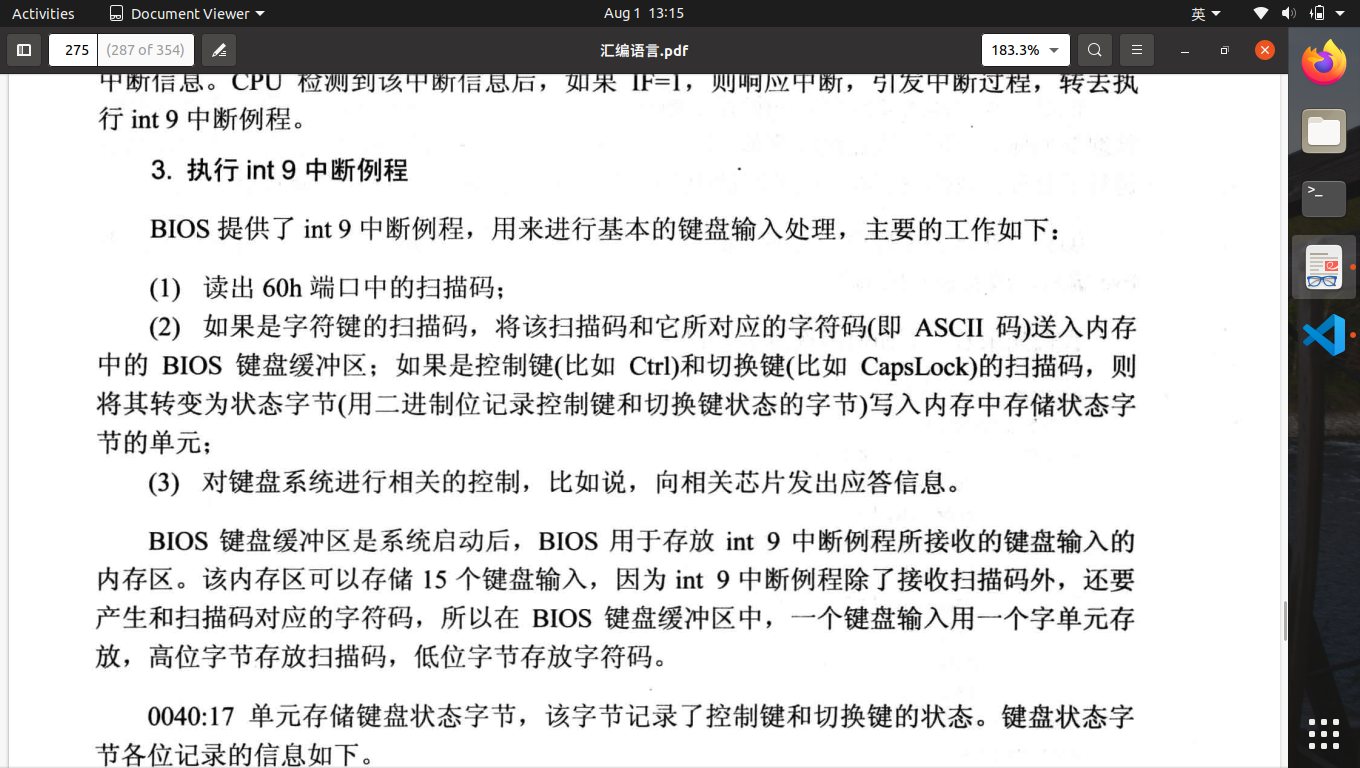 Activities Document Viewer Aug 1 13:15 英
275 (287 of 354) 汇编语言.pdf 183.3%
中断信息。CPU 检测到该中断信息后，如果 IF=1，则响应中断，引发中断过程，转去执
行 int 9 中断例程。
3. 执行 int 9 中断例程
BIOS 提供了 int 9 中断例程，用来进行基本的键盘输入处理，主要的工作如下：
(1) 读出 60h 端口中的扫描码；
(2) 如果是字符键的扫描码，将该扫描码和它所对应的字符码(即 ASCII 码)送入内存
中的 BIOS 键盘缓冲区；如果是控制键(比如 Ctrl)和切换键(比如 CapsLock)的扫描码，则
将其转变为状态字节(用二进制位记录控制键和切换键状态的字节)写入内存中存储状态字
节的单元；
(3) 对键盘系统进行相关的控制，比如说，向相关芯片发出应答信息。
BIOS 键盘缓冲区是系统启动后，BIOS 用于存放 int 9 中断例程所接收的键盘输入的
内存区。该内存区可以存储 15 个键盘输入，因为 int 9 中断例程除了接收扫描码外，还要
产生和扫描码对应的字符码，所以在 BIOS 键盘缓冲区中，一个键盘输入用一个字单元存
放，高位字节存放扫描码，低位字节存放字符码。
0040:17 单元存储键盘状态字节，该字节记录了控制键和切换键的状态。键盘状态字
节各位记录的信息如下。